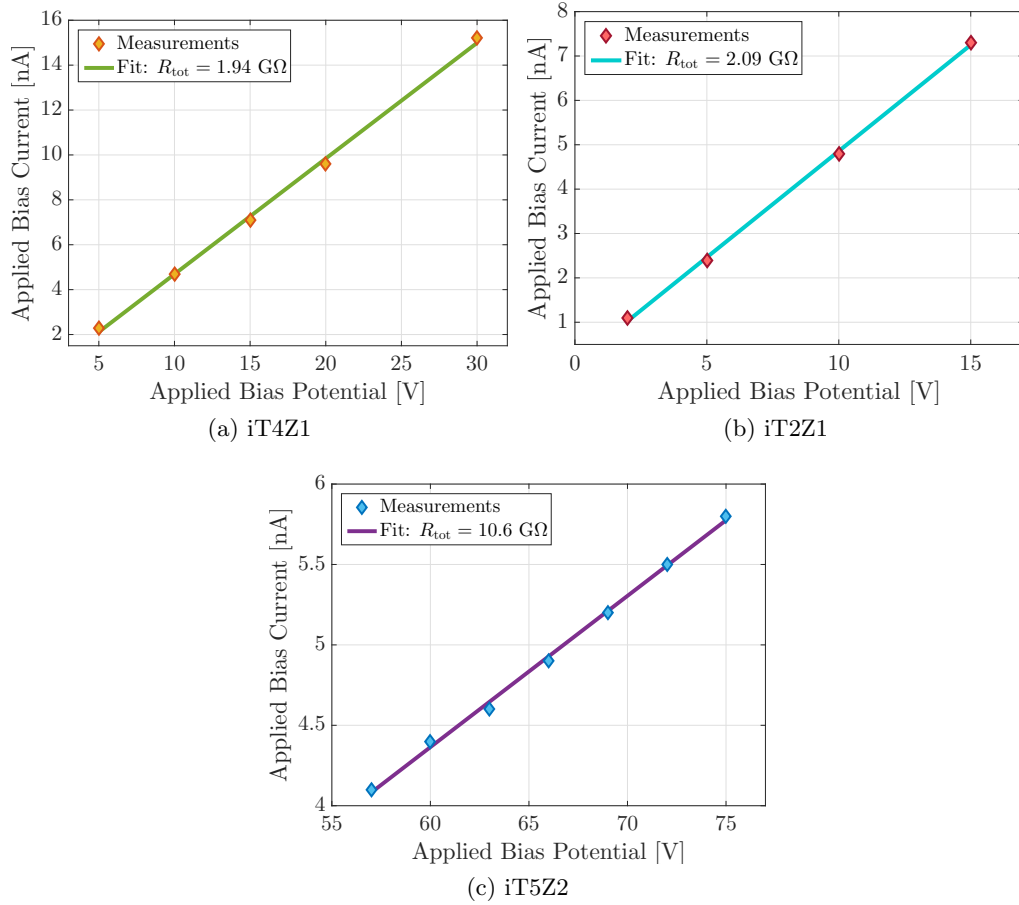 16
14
12
10
8
6
4
2
Applied Bias Current [nA]
Measurements
Fit: R_tot = 1.94 GΩ
5
10
15
20
25
30
Applied Bias Potential [V]
(a) iT4Z1
8
7
6
5
4
3
2
1
Applied Bias Current [nA]
Measurements
Fit: R_tot = 2.09 GΩ
0
5
10
15
Applied Bias Potential [V]
(b) iT2Z1
6
5.5
5
4.5
4
Applied Bias Current [nA]
Measurements
Fit: R_tot = 10.6 GΩ
55
60
65
70
75
Applied Bias Potential [V]
(c) iT5Z2